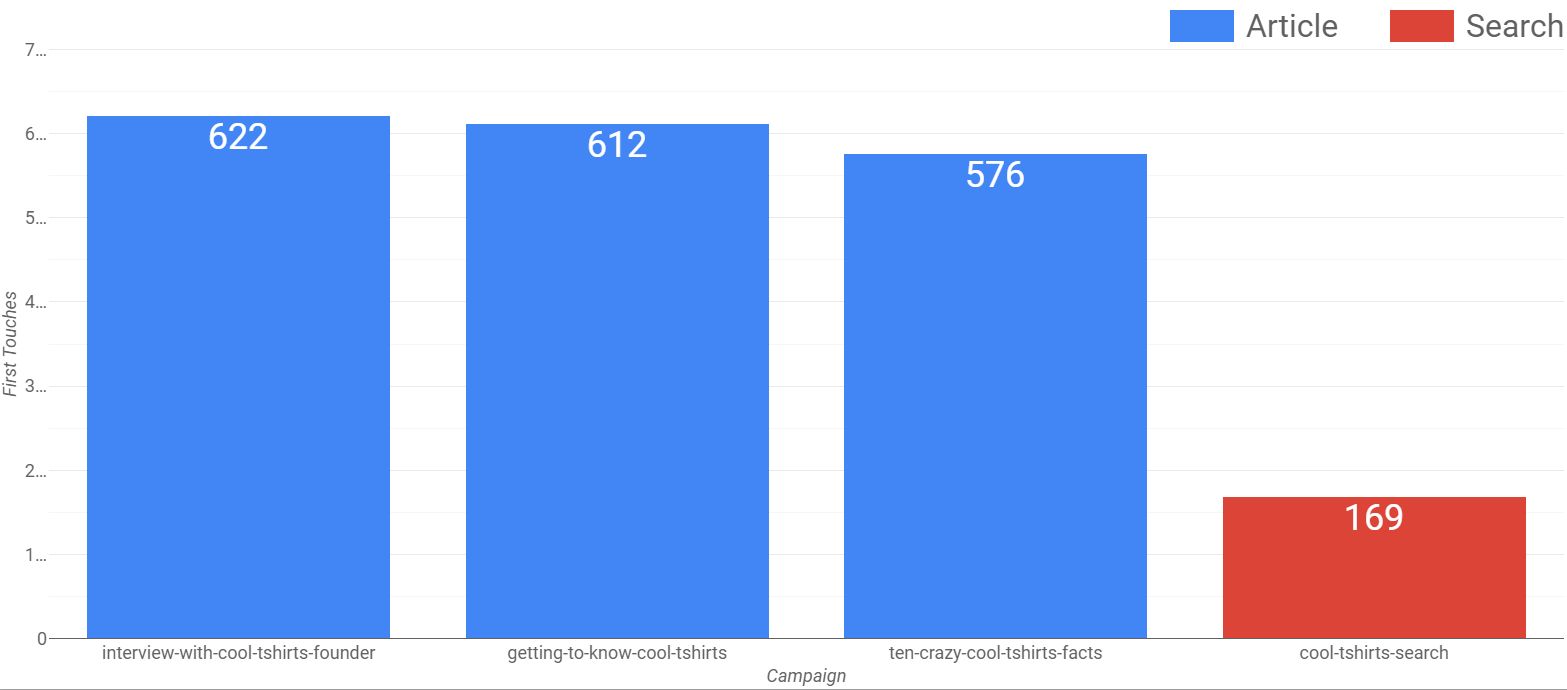 Article Search
7...
6...
5...
4...
3...
2...
1...
0
First Touches
622
612
576
169
interview-with-cool-tshirts-founder
getting-to-know-cool-tshirts
ten-crazy-cool-tshirts-facts
cool-tshirts-search
Campaign